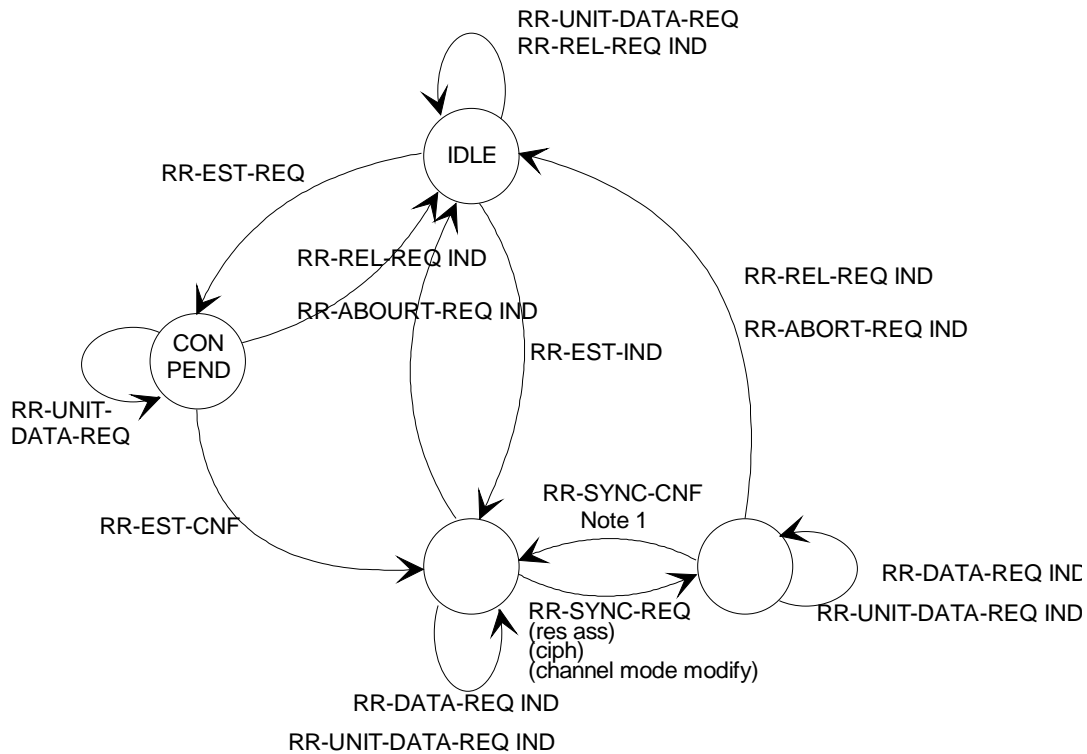 RR-UNIT-DATA-REQ
RR-REL-REQ IND
IDLE
RR-EST-REQ
RR-REL-REQ IND
RR-ABOURT-REQ IND
RR-REL-REQ IND
RR-ABORT-REQ IND
CON
PEND
RR-EST-IND
RR-UNIT-
DATA-REQ
RR-EST-CNF
RR-SYNC-CNF
Note 1
RR-SYNC-REQ
(res ass)
(ciph)
(channel mode modify)
RR-DATA-REQ IND
RR-UNIT-DATA-REQ IND
RR-DATA-REQ IND
RR-UNIT-DATA-REQ IND